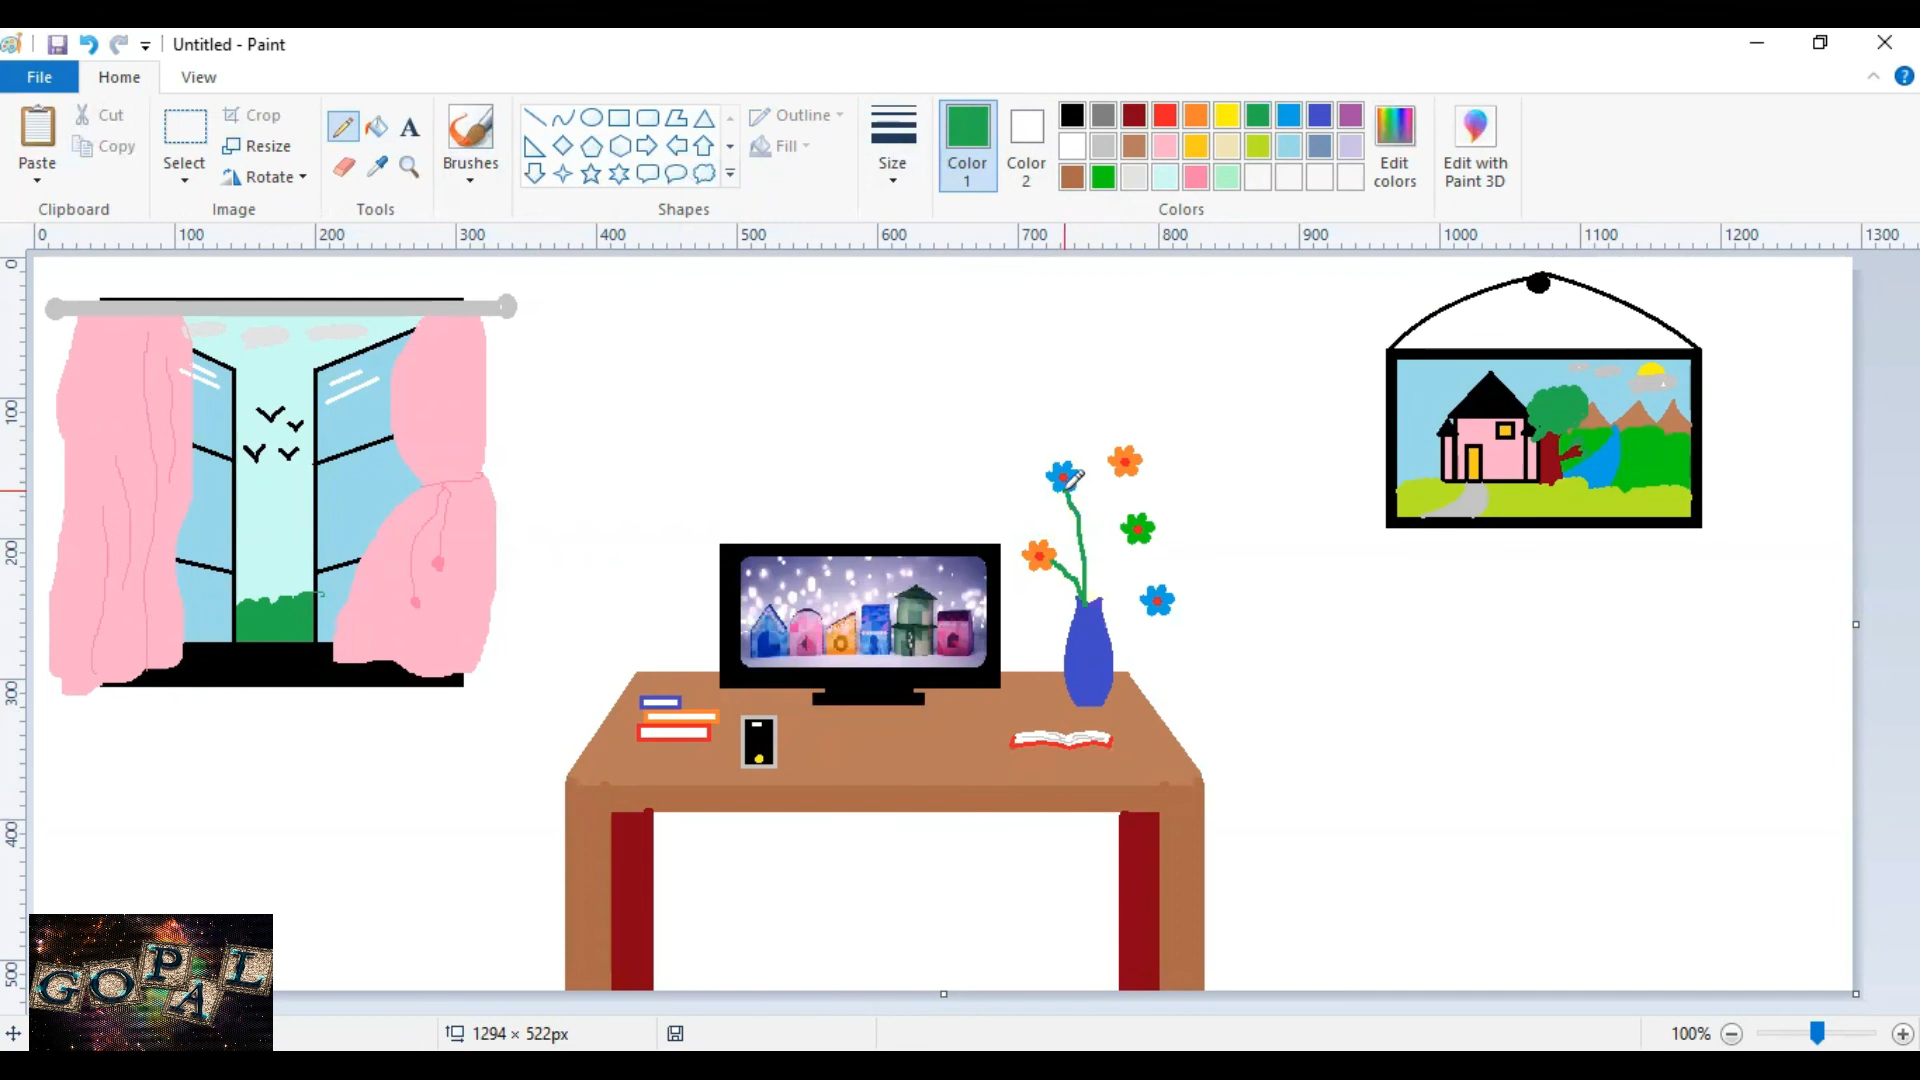 Untitled - Paint
File Home View
Paste
Cut
Copy
Clipboard
Select
Crop
Resize
Rotate
Image
A
Tools
Brushes
Shapes
Outline
Fill
Size
Color 1
Color 2
Edit colors
Colors
Edit with Paint 3D
0 100 200 300 400 500 600 700 800 900 1000 1100 1200 1300
0
100
200
300
400
500
GOPAL
1294 × 522px
100%